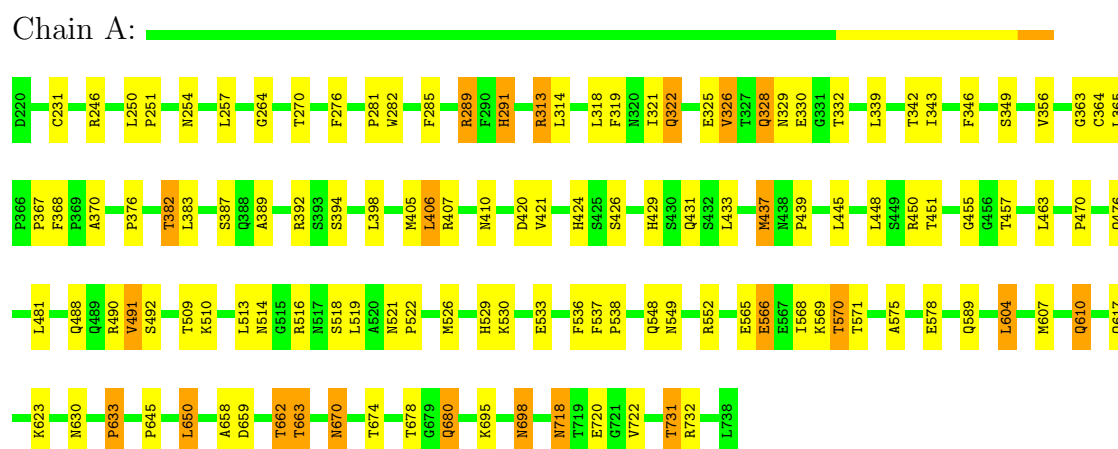 Chain A:
D220 C231 R246 L250 P251 N254 L257 G264 T270 F276 P281 W282 F285 R289 F290 H291 R313 L314 L318 F319 N320 I321 Q322 E325 V326 T327 Q328 N329 E330 G331 T332 L339 T342 I343 F346 S349 V356 G363 C364 L365
P366 P367 F368 P369 A370 P376 T382 L383 S387 Q388 A389 R392 S393 S394 L398 M405 L406 R407 N410 D420 V421 H424 S425 S426 H429 S430 Q431 S432 L433 M437 N438 P439 L445 L448 S449 R450 T451 G455 G456 T457 L463 P470
L481 Q488 Q489 R490 V491 S492 T509 K510 L513 N514 G515 R516 N517 S518 L519 A520 N521 P522 M526 H529 K530 E533 F536 F537 P538 Q548 N549 R552 E565 E566 E567 I568 K569 T570 T571 A575 E578 Q589 L604 M607 Q610
K623 N630 P633 P645 L650 A658 D659 T662 T663 N670 T674 T678 G679 Q680 K695 N698 N718 T719 E720 G721 V722 T731 R732 L738